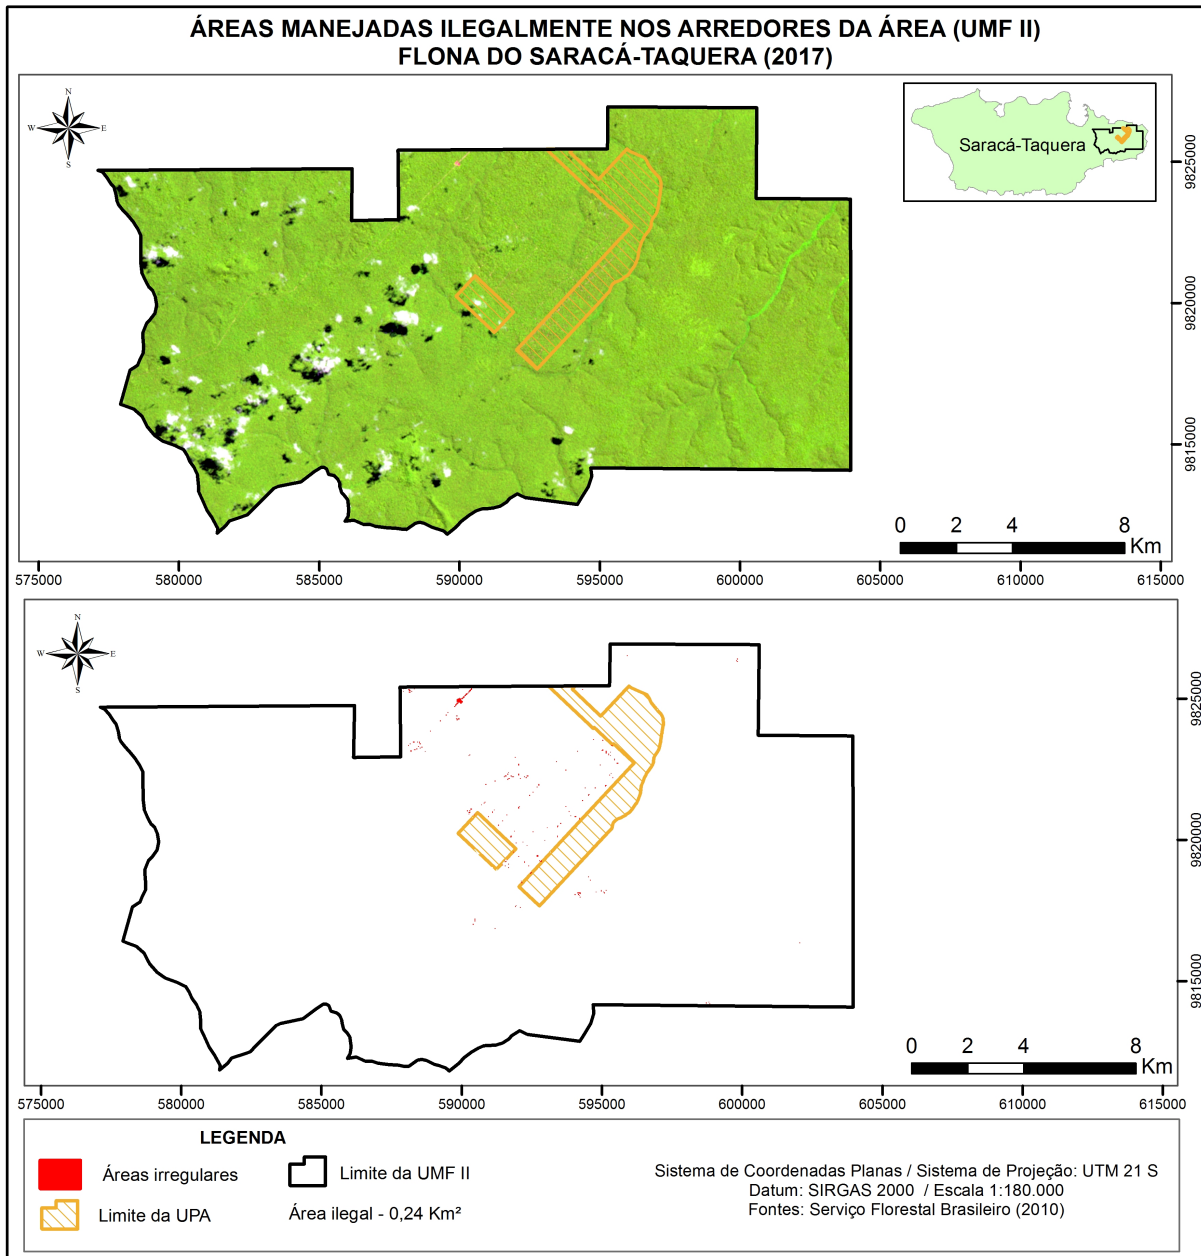 ÁREAS MANEJADAS ILEGALMENTE NOS ARREDORES DA ÁREA (UMF II)
FLONA DO SARACÁ-TAQUERA (2017)
N
W E
S
Saracá-Taquera
9825000
9820000
9815000
0 2 4 8
Km
575000 580000 585000 590000 595000 600000 605000 610000 615000
N
W E
S
9825000
9820000
9815000
0 2 4 8
Km
575000 580000 585000 590000 595000 600000 605000 610000 615000
LEGENDA
Áreas irregulares
Limite da UMF II
Limite da UPA
Área ilegal - 0,24 Km²
Sistema de Coordenadas Planas / Sistema de Projeção: UTM 21 S
Datum: SIRGAS 2000 / Escala 1:180.000
Fontes: Serviço Florestal Brasileiro (2010)